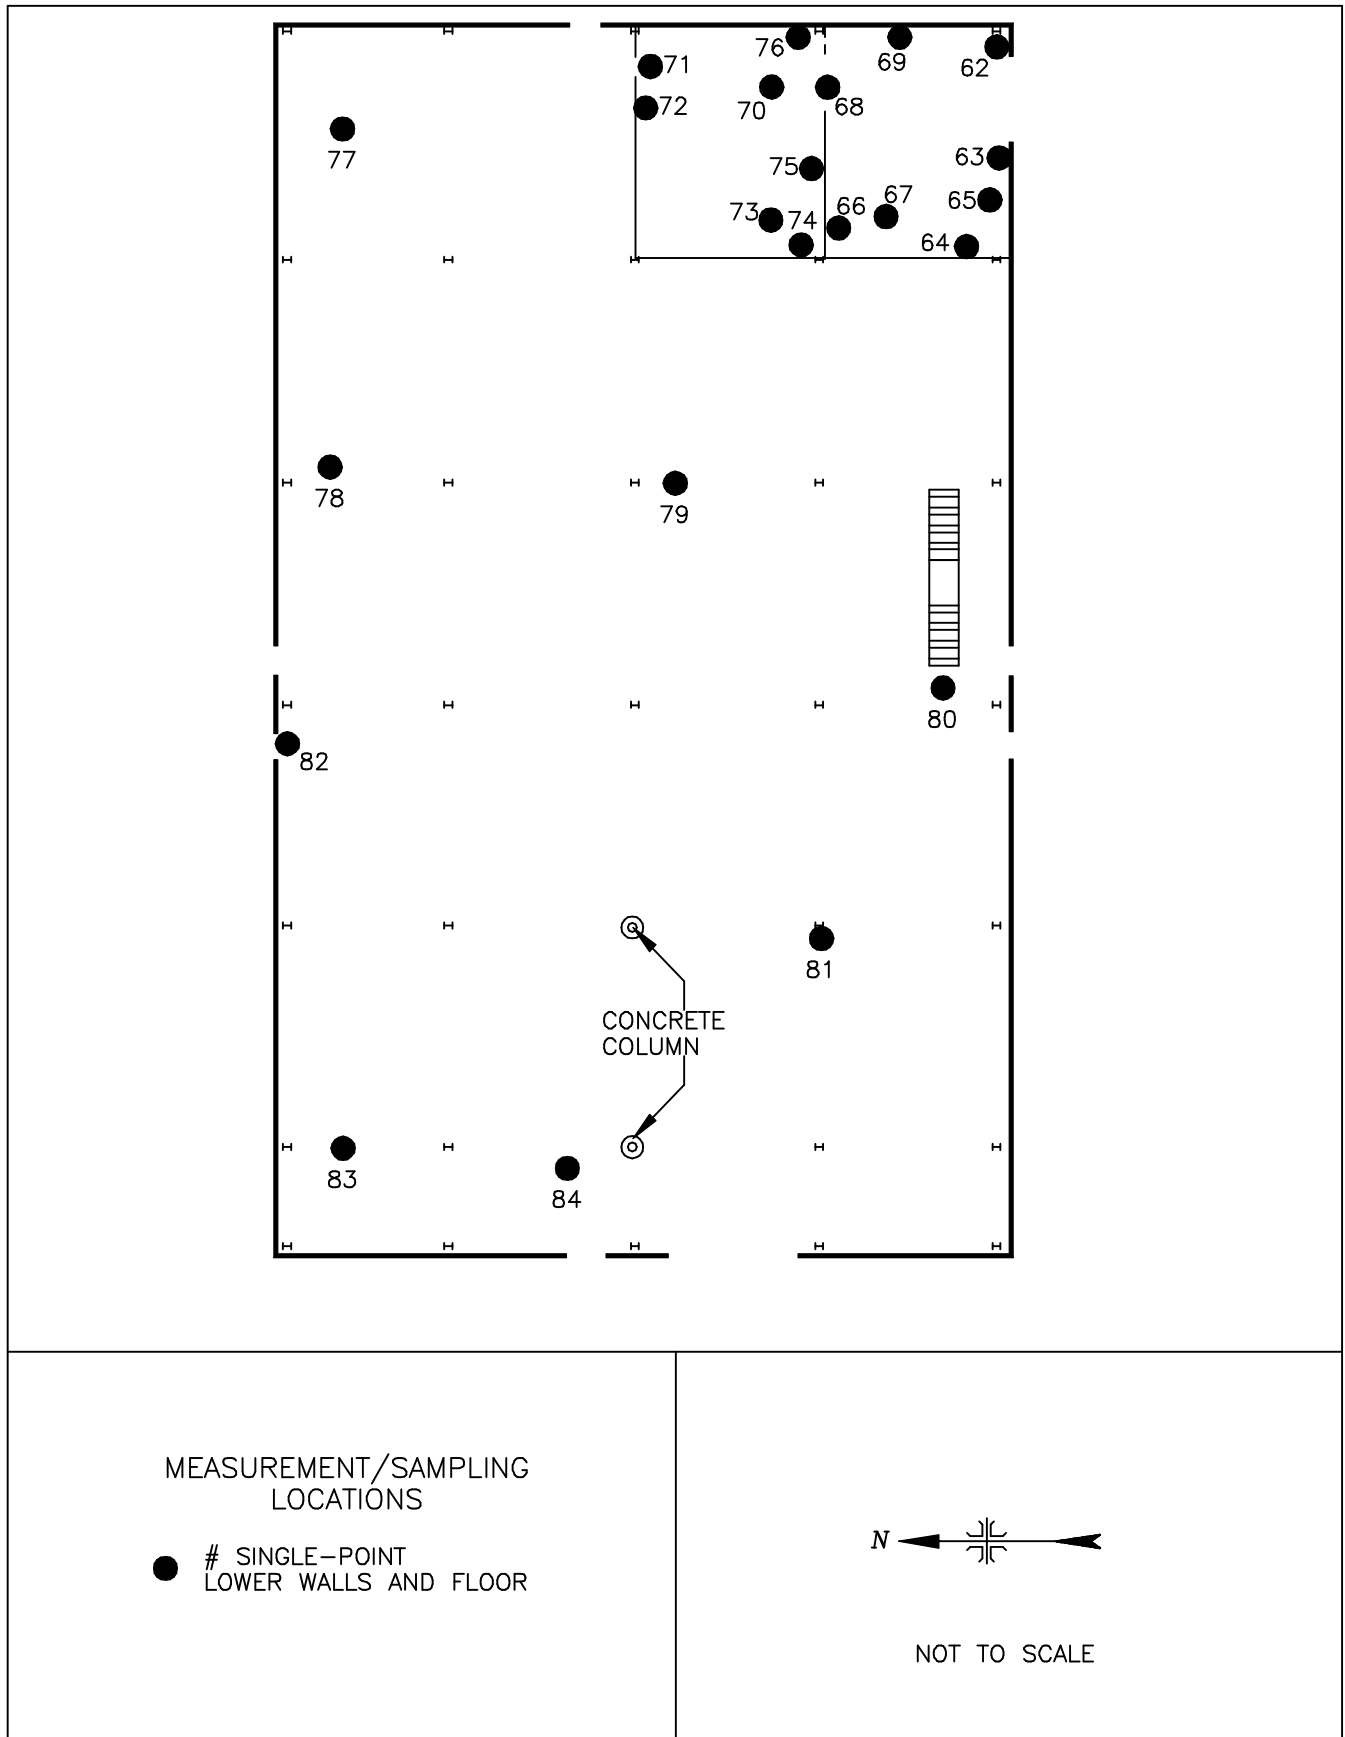 76
69
62
71
70
68
72
77
75
63
65
73
74
66
67
64
78
79
80
82
81
CONCRETE
COLUMN
83
84
MEASUREMENT/SAMPLING
LOCATIONS
# SINGLE-POINT
LOWER WALLS AND FLOOR
N
NOT TO SCALE